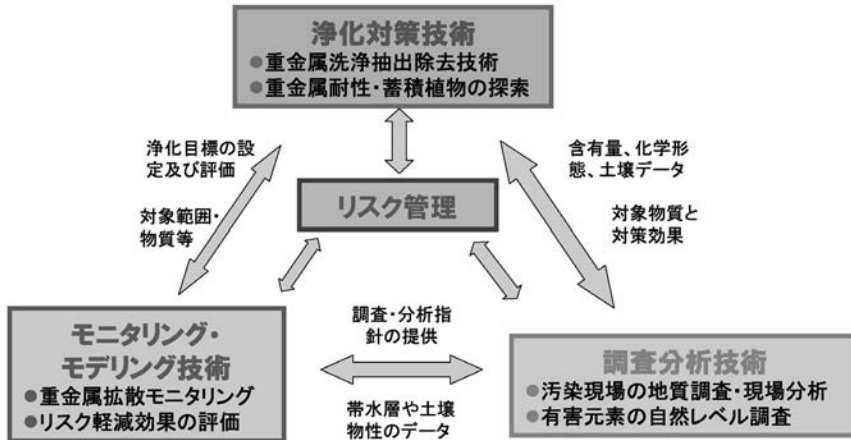 浄化対策技術
●重金属洗浄抽出除去技術
●重金属耐性・蓄積植物の探索
浄化目標の設
定及び評価
対象範囲・
物質等
含有量、化学形
態、土壌データ
対象物質と
対策効果
リスク管理
モニタリング・
モデリング技術
●重金属拡散モニタリング
●リスク軽減効果の評価
調査・分析指
針の提供
帯水層や土壌
物性のデータ
調査分析技術
●汚染現場の地質調査・現場分析
●有害元素の自然レベル調査